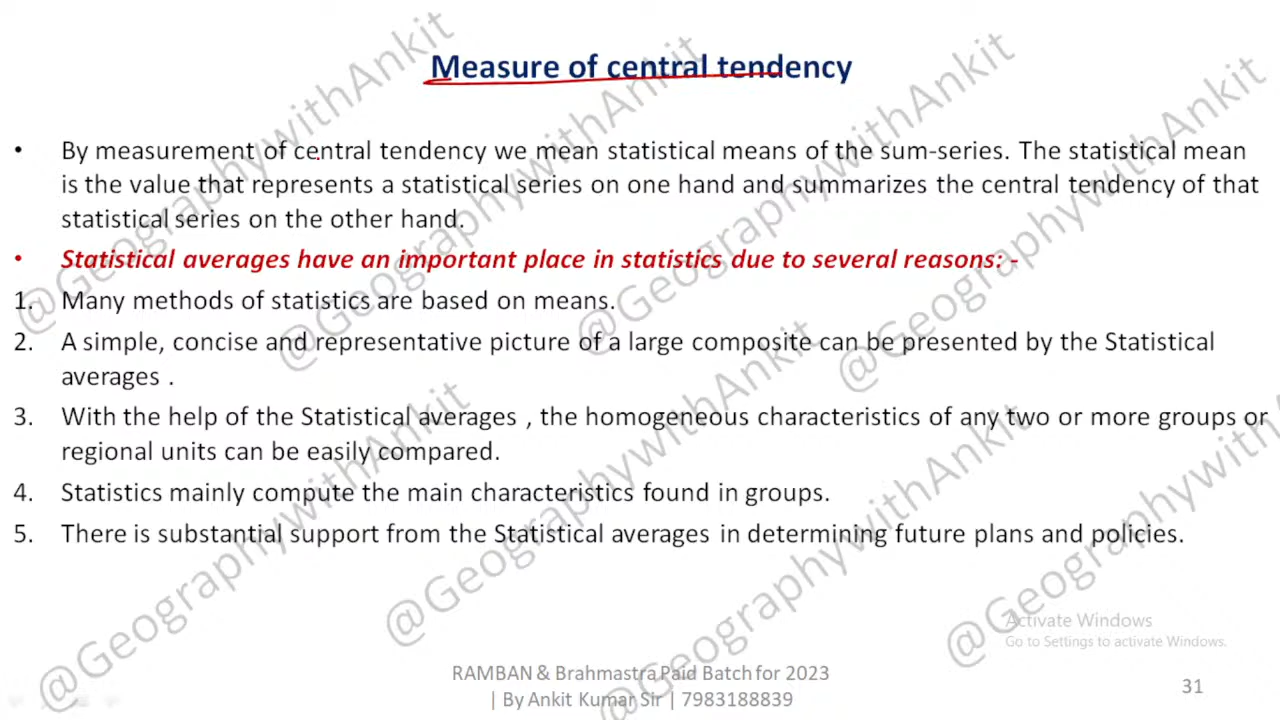 Measure of central tendency
• By measurement of central tendency we mean statistical means of the sum-series. The statistical mean
is the value that represents a statistical series on one hand and summarizes the central tendency of that
statistical series on the other hand.
• Statistical averages have an important place in statistics due to several reasons: -
1. Many methods of statistics are based on means.
2. A simple, concise and representative picture of a large composite can be presented by the Statistical
averages .
3. With the help of the Statistical averages , the homogeneous characteristics of any two or more groups or
regional units can be easily compared.
4. Statistics mainly compute the main characteristics found in groups.
5. There is substantial support from the Statistical averages in determining future plans and policies.
@GeographywithAnkit
@GeographywithAnkit
@GeographywithAnkit
@GeographywithAnkit
@GeographywithAnkit
@GeographywithAnkit
@GeographywithAnkit
@Geographywith
Activate Windows
Go to Settings to activate Windows.
RAMBAN & Brahmastra Paid Batch for 2023
| By Ankit Kumar Sir | 7983188839
31